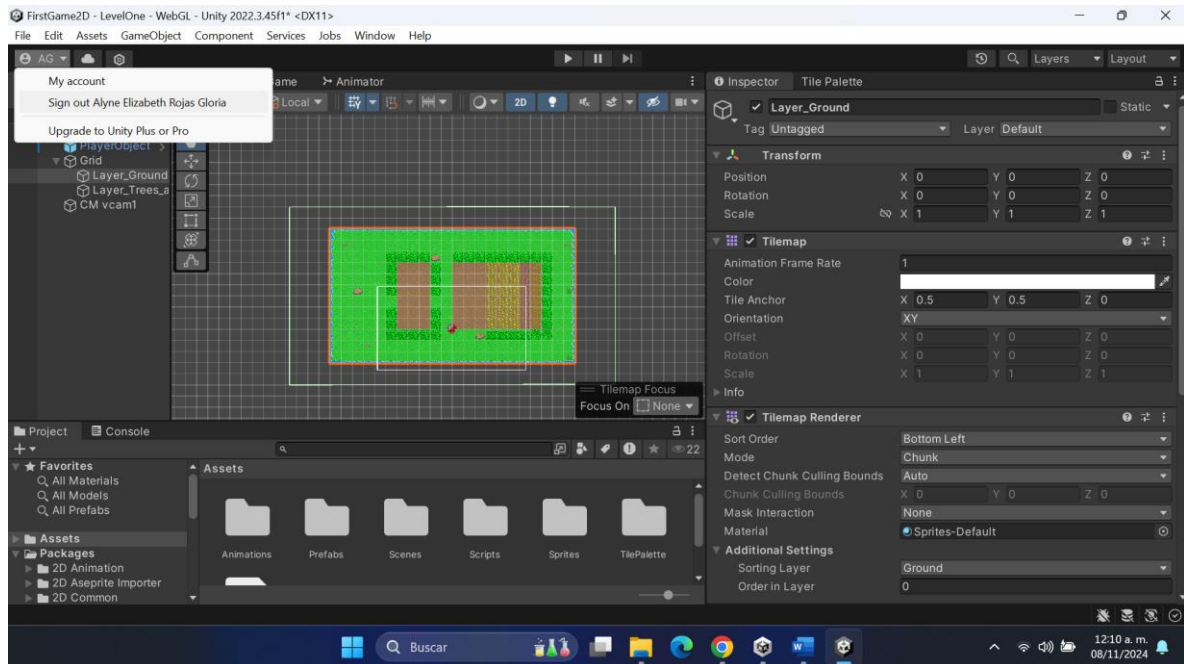 FirstGame2D - LevelOne - WebGL - Unity 2022.3.45f1* <DX11>
File Edit Assets GameObject Component Services Jobs Window Help
AG
Layers Layout
My account
Sign out Alyne Elizabeth Rojas Gloria
Upgrade to Unity Plus or Pro
ame Animator
Local 2D
PlayerObject
Grid
Layer_Ground
Layer_Trees_a
CM vcam1
Tilemap Focus
Focus On None
Inspector Tile Palette
Layer_Ground Static
Tag Untagged Layer Default
Transform
Position X 0 Y 0 Z 0
Rotation X 0 Y 0 Z 0
Scale X 1 Y 1 Z 1
Tilemap
Animation Frame Rate 1
Color
Tile Anchor X 0.5 Y 0.5 Z 0
Orientation XY
Offset X 0 Y 0 Z 0
Rotation X 0 Y 0 Z 0
Scale X 1 Y 1 Z 1
Info
Tilemap Renderer
Sort Order Bottom Left
Mode Chunk
Detect Chunk Culling Bounds Auto
Chunk Culling Bounds X 0 Y 0 Z 0
Mask Interaction None
Material Sprites-Default
Additional Settings
Sorting Layer Ground
Order in Layer 0
Project Console
22
Favorites
All Materials
All Models
All Prefabs
Assets
Packages
2D Animation
2D Aseprite Importer
2D Common
Assets
Animations Prefabs Scenes Scripts Sprites TilePalette
Buscar
12:10 a. m.
08/11/2024